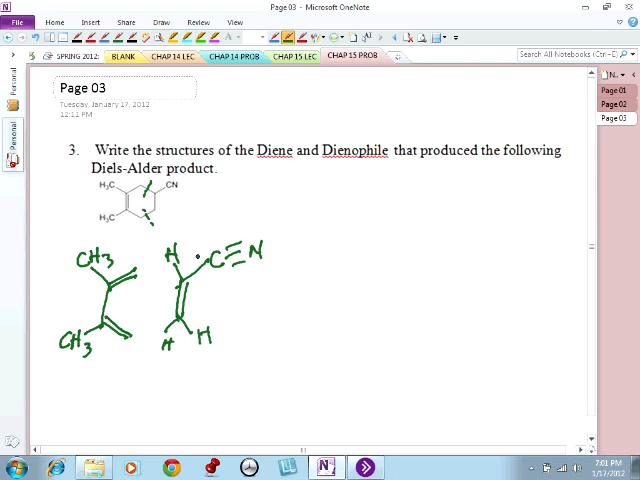 Page 03 - Microsoft OneNote
File Home Insert Share Draw Review View
SPRING 2012: BLANK CHAP 14 LEC CHAP 14 PROB CHAP 15 LEC CHAP 15 PROB Search All Notebooks (Ctrl+E)
Personal
Personal
N..
Page 01
Page 02
Page 03
Page 03
Tuesday, January 17, 2012
12:11 PM
3. Write the structures of the Diene and Dienophile that produced the following
Diels-Alder product.
H₃C CN
H₃C
CH3 H C≡N
CH3 H H
7:01 PM
1/17/2012